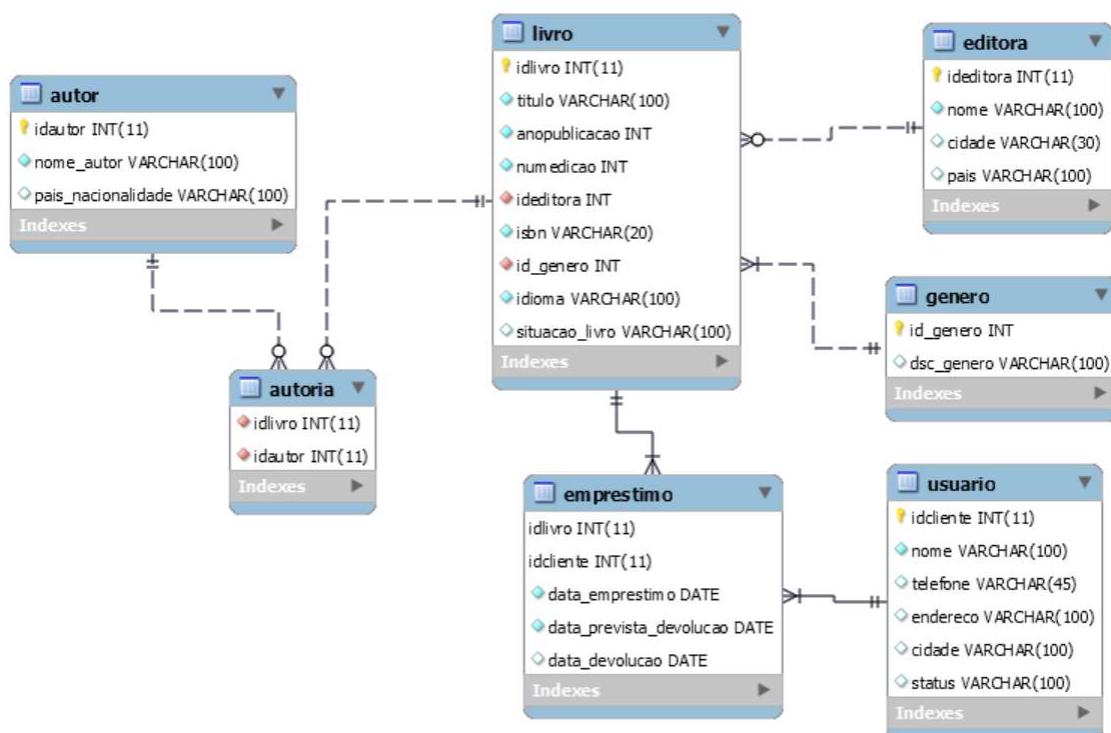 autor
idautor INT(11)
nome_autor VARCHAR(100)
pais_nacionalidade VARCHAR(100)
Indexes
livro
idlivro INT(11)
titulo VARCHAR(100)
anopublicacao INT
numedicao INT
ideditora INT
isbn VARCHAR(20)
id_genero INT
idioma VARCHAR(100)
situacao_livro VARCHAR(100)
Indexes
editora
ideditora INT(11)
nome VARCHAR(100)
cidade VARCHAR(30)
pais VARCHAR(100)
Indexes
genero
id_genero INT
dsc_genero VARCHAR(100)
Indexes
autoria
idlivro INT(11)
idautor INT(11)
Indexes
emprestimo
idlivro INT(11)
idcliente INT(11)
data_emprestimo DATE
data_prevista_devolucao DATE
data_devolucao DATE
Indexes
usuario
idcliente INT(11)
nome VARCHAR(100)
telefone VARCHAR(45)
endereco VARCHAR(100)
cidade VARCHAR(100)
status VARCHAR(100)
Indexes